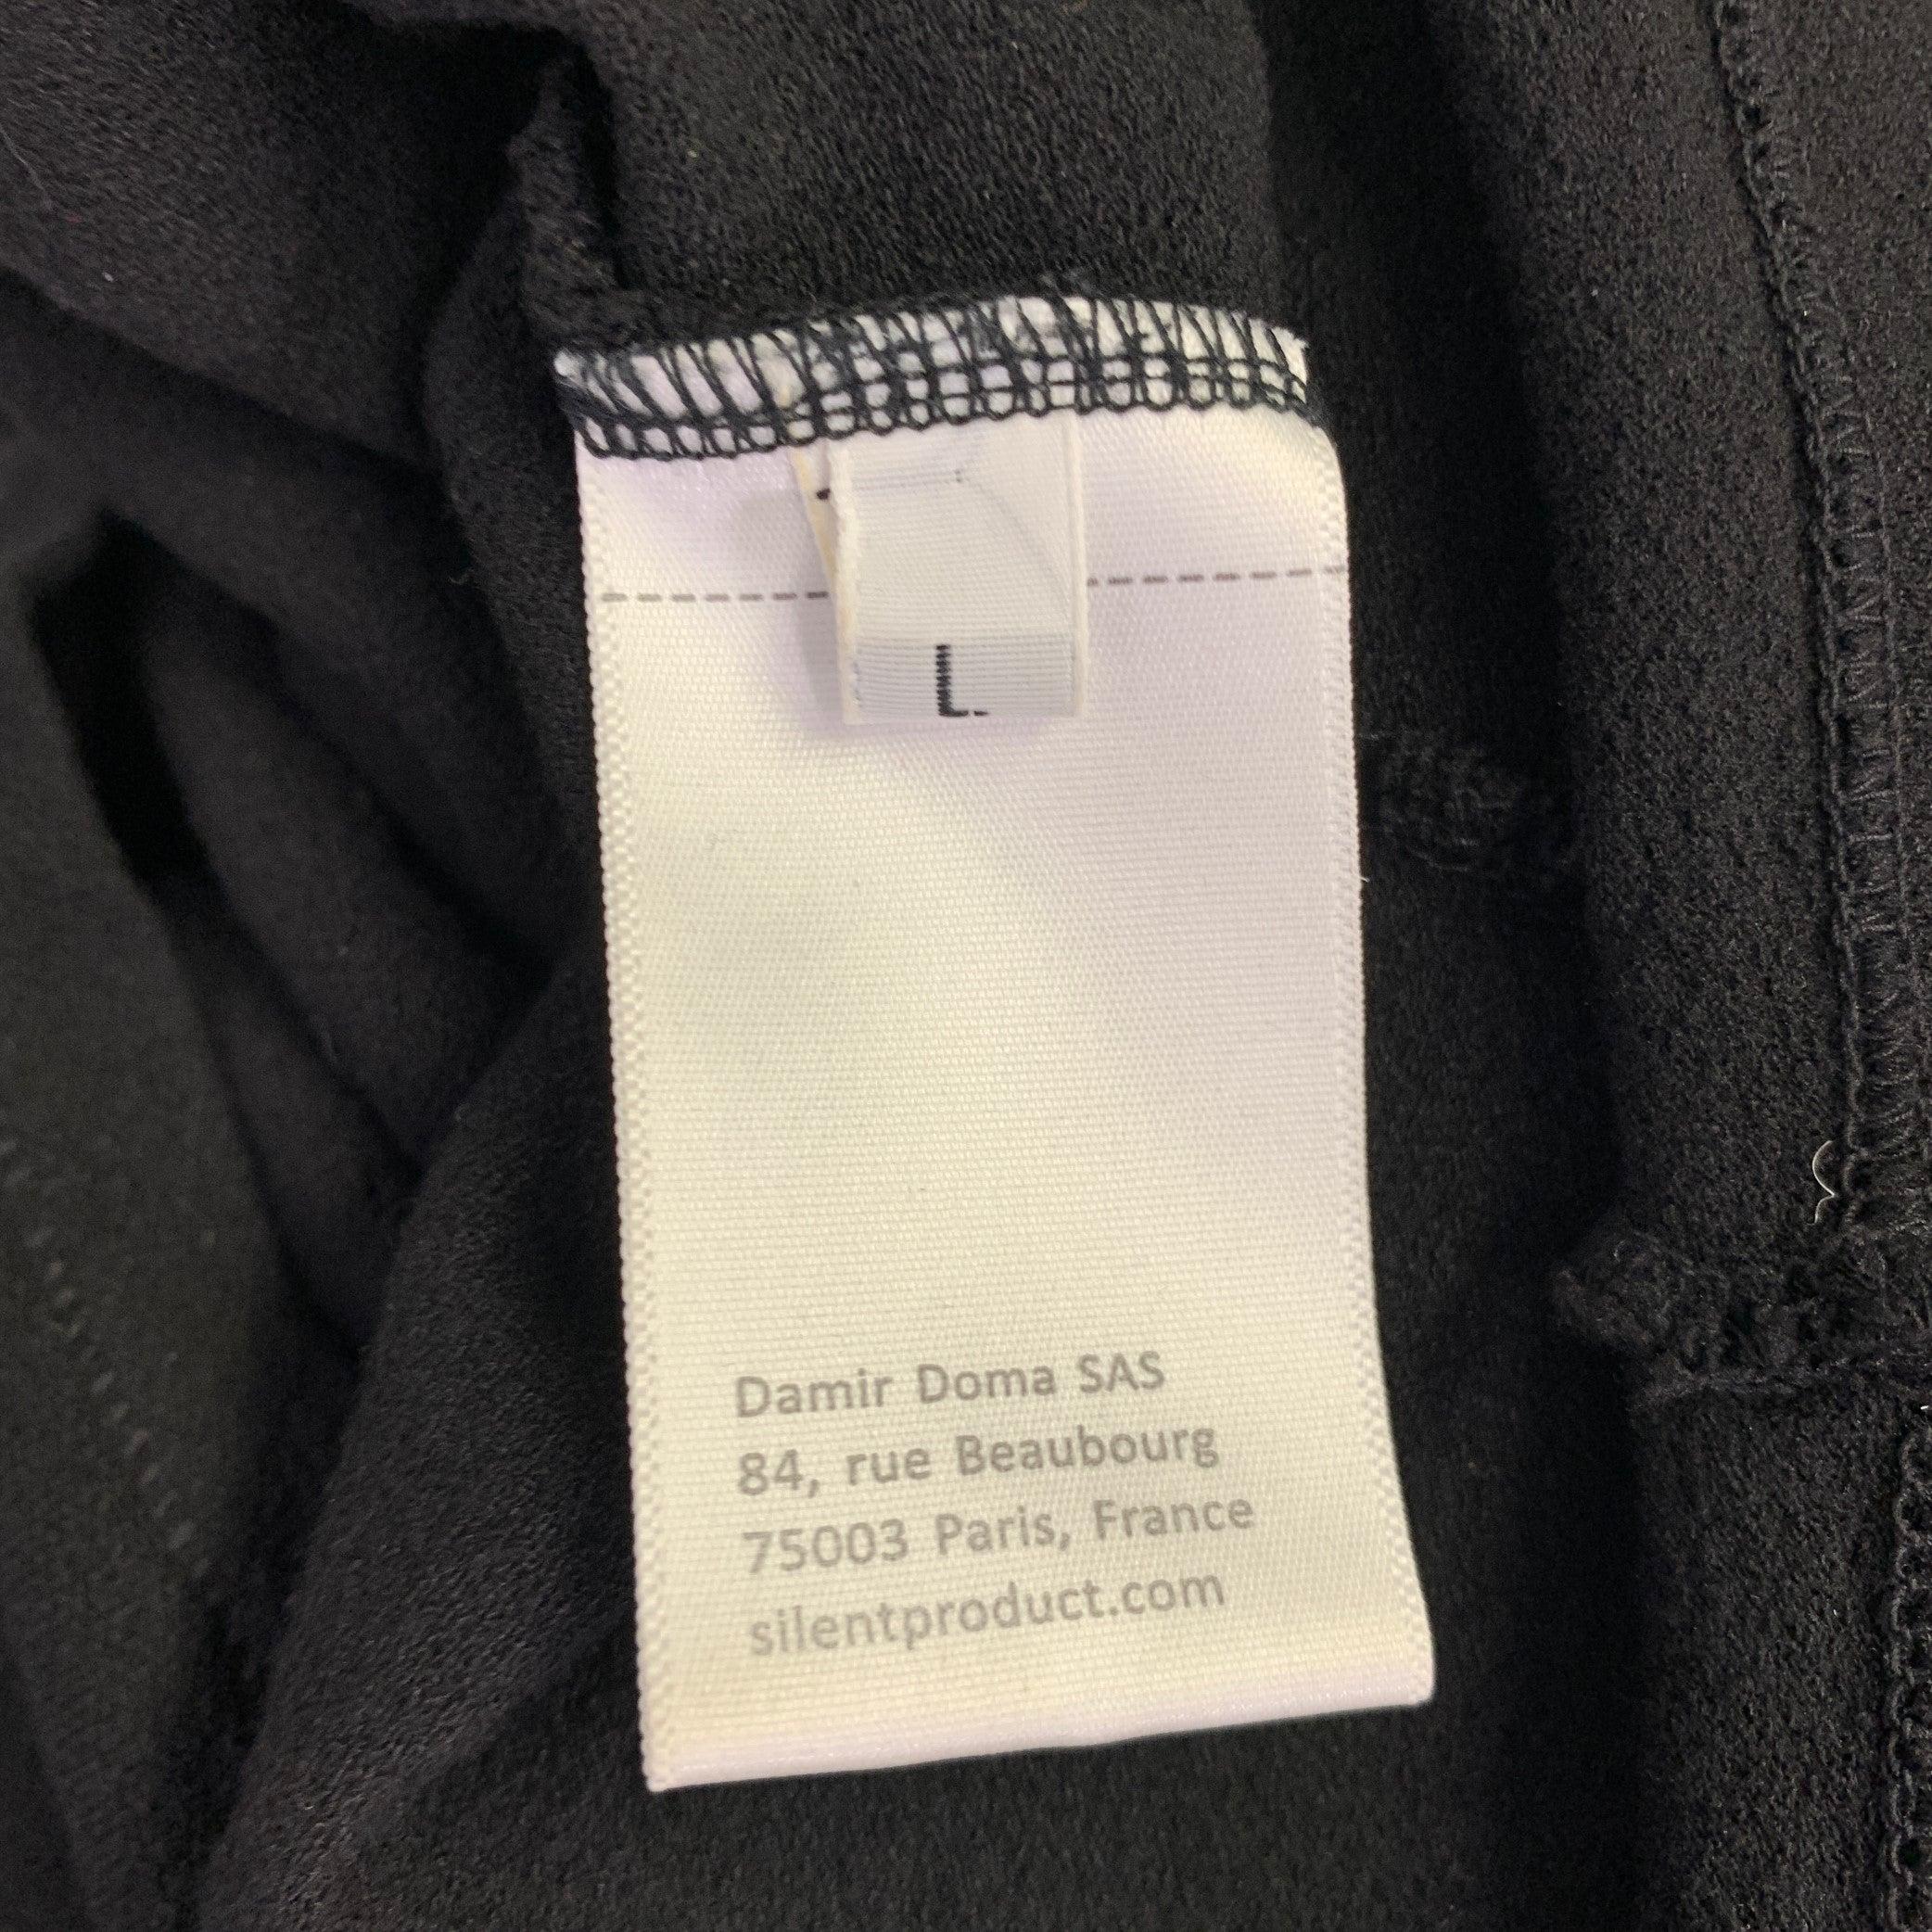 L
Damir Doma SAS
84, rue Beaubourg
75003 Paris, France
silentproduct.com